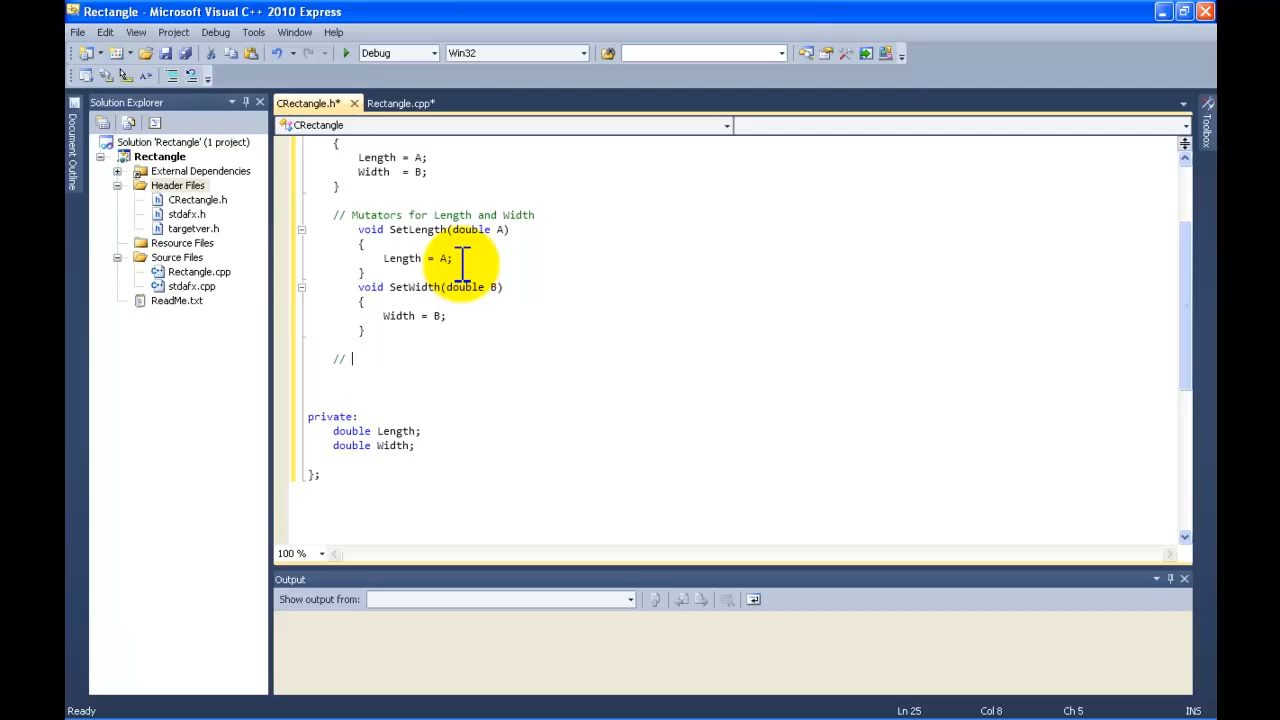 Rectangle - Microsoft Visual C++ 2010 Express
File Edit View Project Debug Tools Window Help
Debug Win32
Solution Explorer
CRectangle.h* Rectangle.cpp*
CRectangle
Document Outline
Toolbox
Solution 'Rectangle' (1 project)
Rectangle
External Dependencies
Header Files
CRectangle.h
stdafx.h
targetver.h
Resource Files
Source Files
Rectangle.cpp
stdafx.cpp
ReadMe.txt
{
Length = A;
Width  = B;
}
// Mutators for Length and Width
void SetLength(double A)
{
Length = A;
}
void SetWidth(double B)
{
Width = B;
}
//
private:
double Length;
double Width;
};
100 %
Output
Show output from:
Ready Ln 25 Col 8 Ch 5 INS